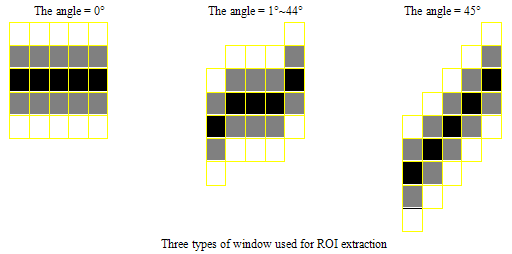 The angle = 0°
The angle = 1°~44°
The angle = 45°
Three types of window used for ROI extraction